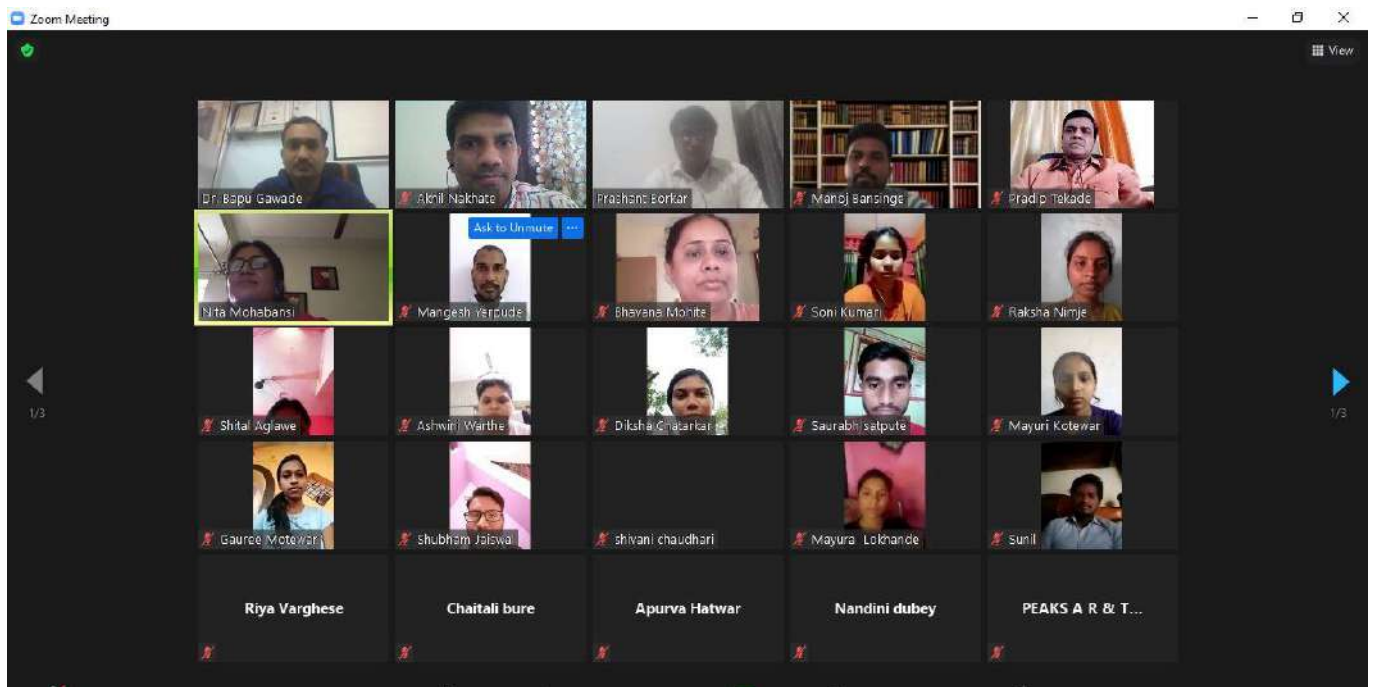 Zoom Meeting
View
Dr. Bapu Gawade
Akhil Nakhate
Prashant Borkar
Manoj Bansinge
Pradip Tekade
Nita Mohabansi
Ask to Unmute ...
Mangesh Yerpude
Bhavana Mohite
Soni Kumari
Raksha Nimje
1/3
Shital Aglawe
Ashwini Warthe
Diksha Chatarkar
Saurabh satpute
Mayuri Kotewar
1/3
Gauree Motewar
Shubham Jaiswal
shivani chaudhari
Mayura Lokhande
Sunil
Riya Varghese
Chaitali bure
Apurva Hatwar
Nandini dubey
PEAKS A R & T...